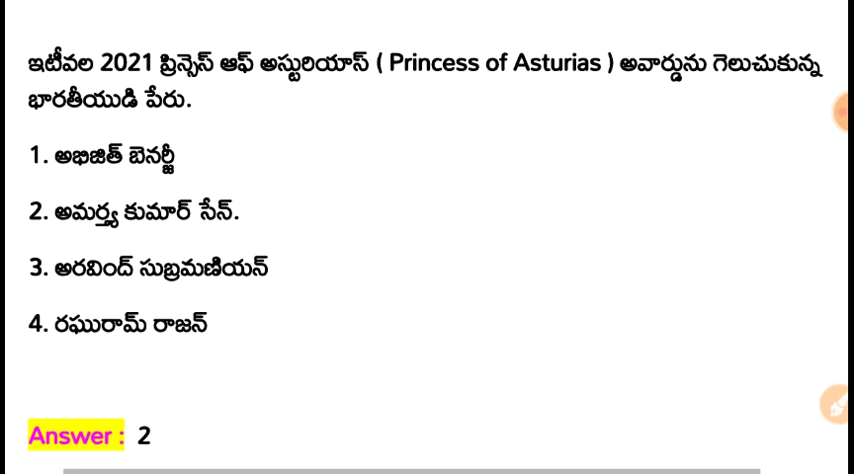 ఇటీవల 2021 ప్రిన్సెస్ ఆఫ్ అస్టురియాస్ ( Princess of Asturias ) అవార్డును గెలుచుకున్న
భారతీయుడి పేరు.
1. అభిజిత్ బెనర్జీ
2. అమర్త్య కుమార్ సేన్.
3. అరవింద్ సుబ్రమణియన్
4. రఘురామ్ రాజన్
Answer : 2